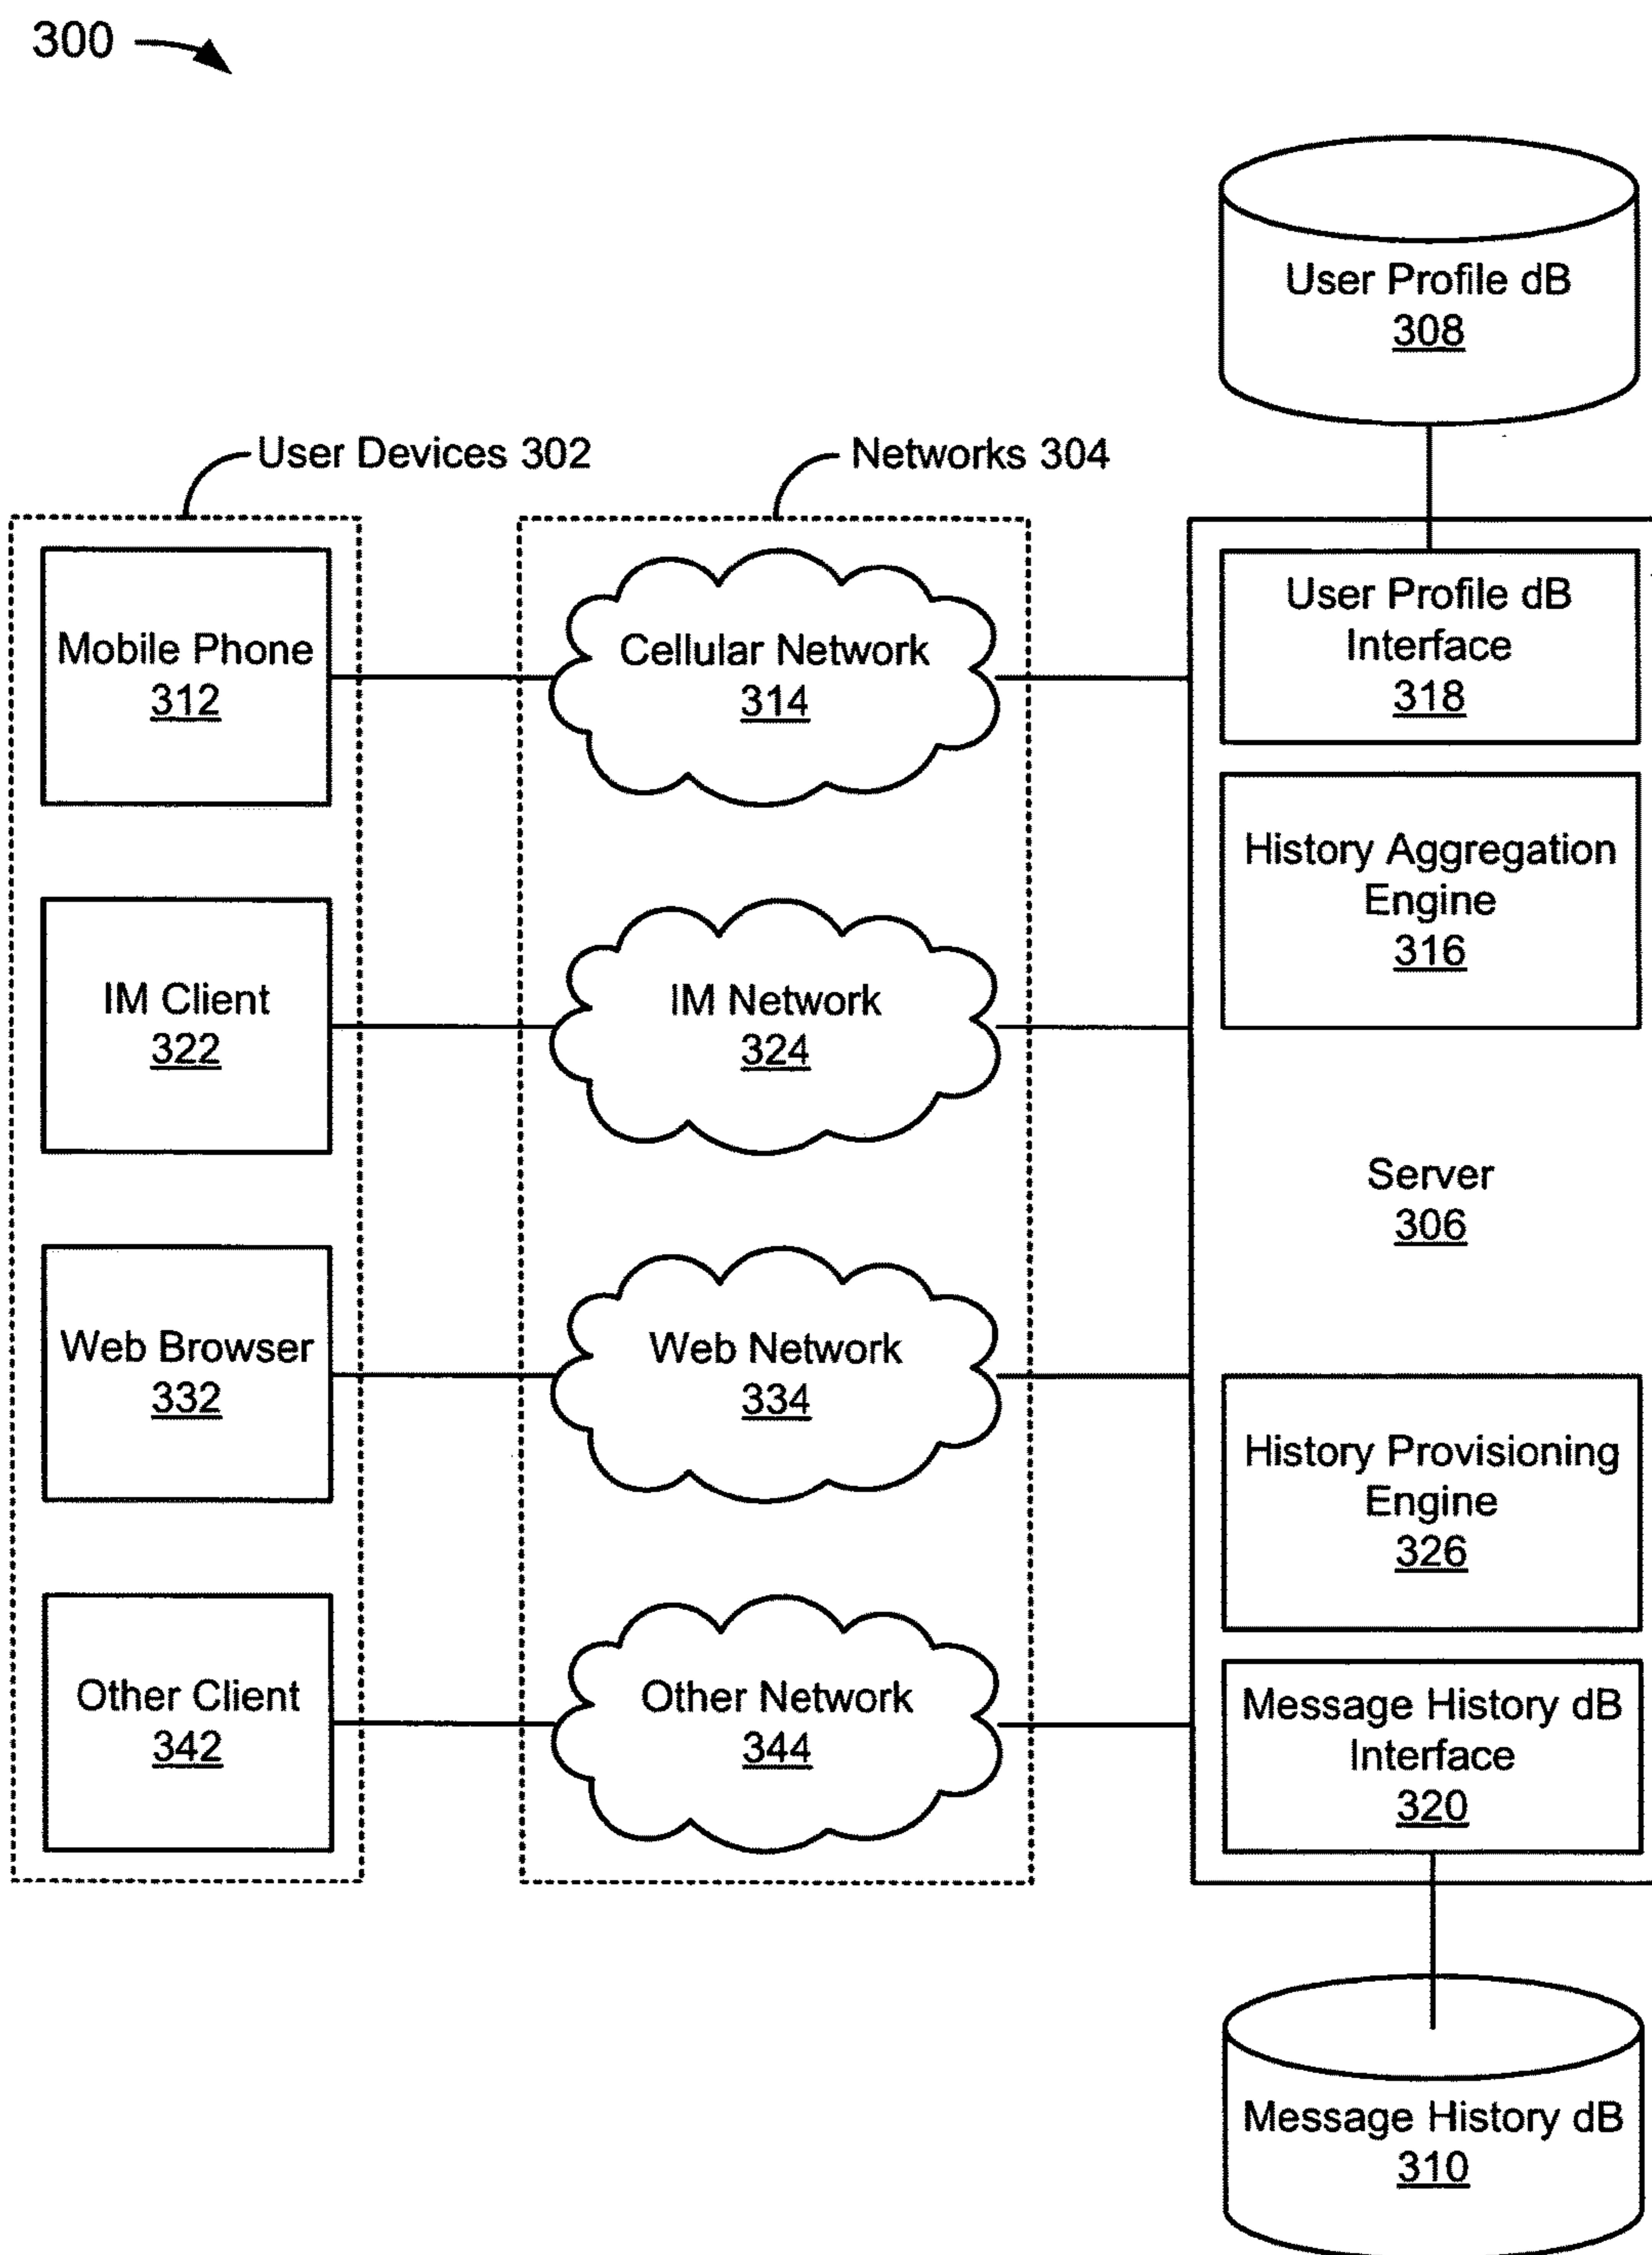 300
User Profile dB
308
User Devices 302
Networks 304
Mobile Phone
312
Cellular Network
314
User Profile dB
Interface
318
History Aggregation
Engine
316
IM Client
322
IM Network
324
Server
306
Web Browser
332
Web Network
334
History Provisioning
Engine
326
Other Client
342
Other Network
344
Message History dB
Interface
320
Message History dB
310